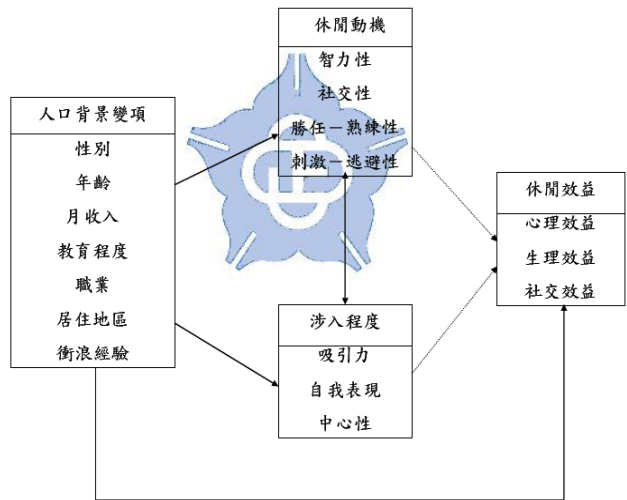 人口背景變項
性別
年齡
月收入
教育程度
職業
居住地區
衝浪經驗
休閒動機
智力性
社交性
勝任－熟練性
刺激－逃避性
涉入程度
吸引力
自我表現
中心性
休閒效益
心理效益
生理效益
社交效益